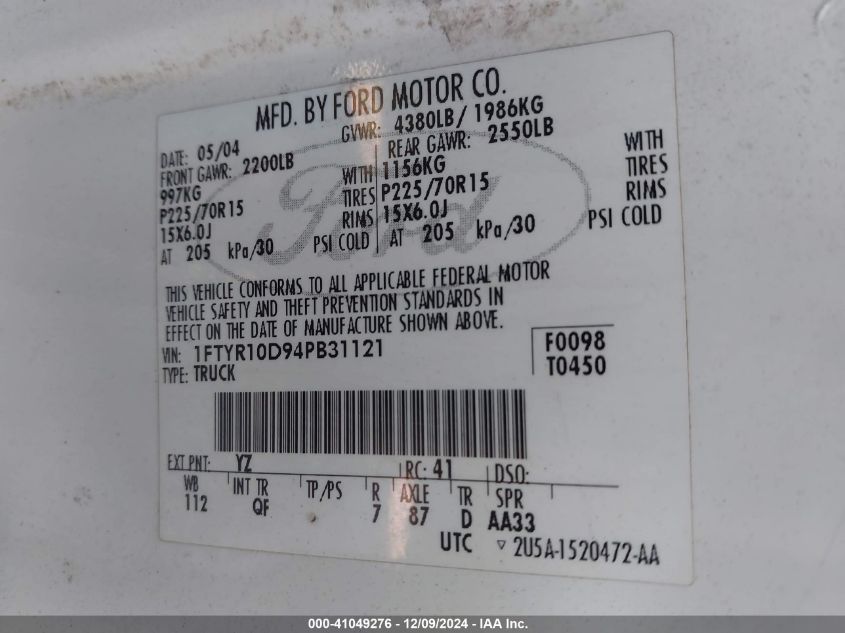 MFD. BY FORD MOTOR CO.
DATE: 05/04 GVWR: 4380LB/ 1986KG
FRONT GAWR: 2200LB REAR GAWR: 2550LB
997KG WITH 1156KG WITH
P225/70R15 TIRES P225/70R15 TIRES
15X6.0J RIMS 15X6.0J RIMS
AT 205 kPa/30 PSI COLD AT 205 kPa/30 PSI COLD
Ford
THIS VEHICLE CONFORMS TO ALL APPLICABLE FEDERAL MOTOR
VEHICLE SAFETY AND THEFT PREVENTION STANDARDS IN
EFFECT ON THE DATE OF MANUFACTURE SHOWN ABOVE.
VIN: 1FTYR10D94PB31121 F0098
TYPE: TRUCK T0450
EXT PNT: YZ RC: 41 DSO:
WB INT TR TP/PS R AXLE TR SPR
112 QF 7 87 D AA33
UTC ▽ 2U5A-1520472-AA
000-41049276 - 12/09/2024 - IAA Inc.